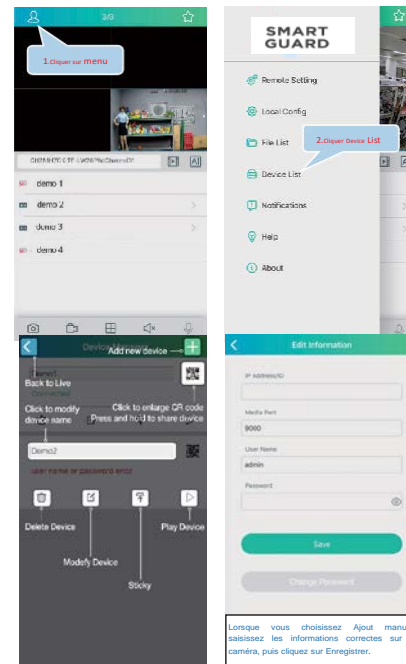 3/3
1.Cliquer sur menu
demo 1
demo 2
demo 3
demo 4
SMART
GUARD
Remote Setting
Local Config
File List
2.Cliquer Device List
Device List
Notifications
Help
About
Add new device
Back to Live
Click to modify
device name
Click to enlarge QR code
Press and hold to share device
Demo2
user name or password error
Delete Device
Play Device
Modefy Device
Sticky
Edit Information
IP Address/ID
Media Port
9000
User Name
admin
Password
Save
Change Password
Lorsque vous choisissez Ajout manu
saisissez les informations correctes sur
caméra, puis cliquez sur Enregistrer.